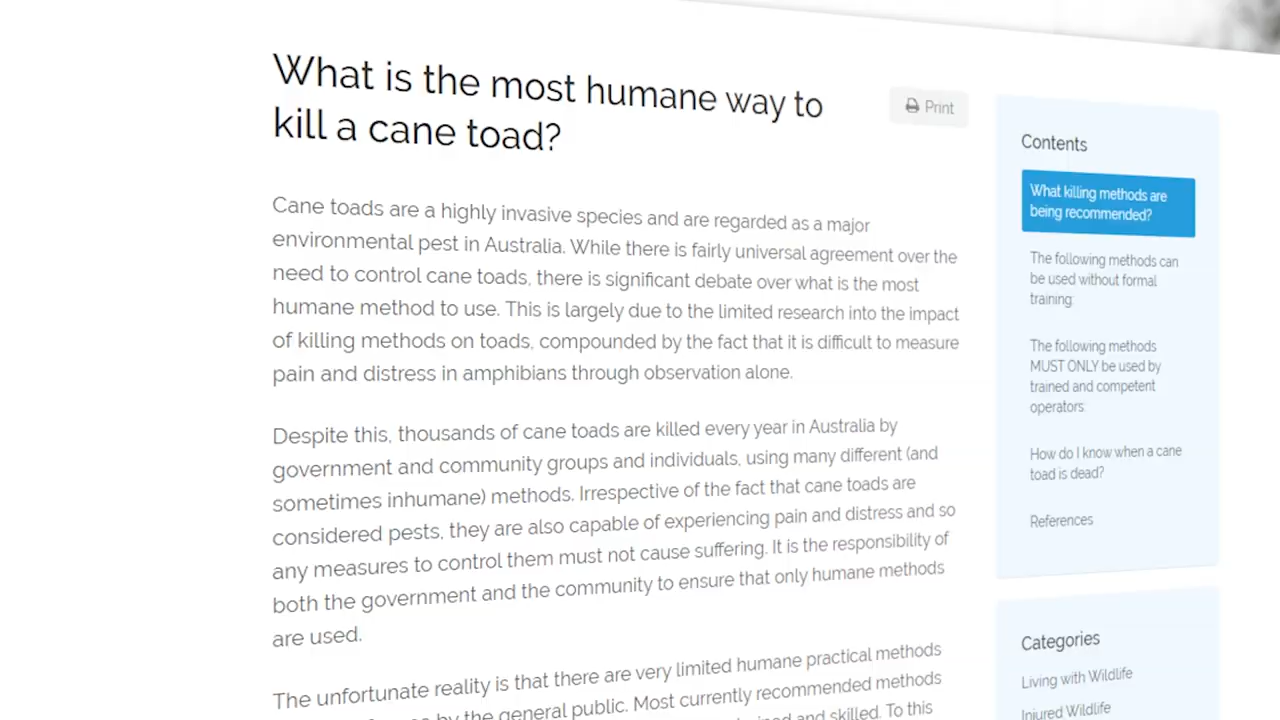 What is the most humane way to
kill a cane toad?
Print
Cane toads are a highly invasive species and are regarded as a major
environmental pest in Australia. While there is fairly universal agreement over the
need to control cane toads, there is significant debate over what is the most
humane method to use. This is largely due to the limited research into the impact
of killing methods on toads, compounded by the fact that it is difficult to measure
pain and distress in amphibians through observation alone.
Despite this, thousands of cane toads are killed every year in Australia by
government and community groups and individuals, using many different (and
sometimes inhumane) methods. Irrespective of the fact that cane toads are
considered pests, they are also capable of experiencing pain and distress and so
any measures to control them must not cause suffering. It is the responsibility of
both the government and the community to ensure that only humane methods
are used.
The unfortunate reality is that there are very limited humane practical methods
by the general public. Most currently recommended methods
and skilled. To this
Contents
What killing methods are
being recommended?
The following methods can
be used without formal
training:
The following methods
MUST ONLY be used by
trained and competent
operators:
How do I know when a cane
toad is dead?
References
Categories
Living with Wildlife
Injured Wildlife